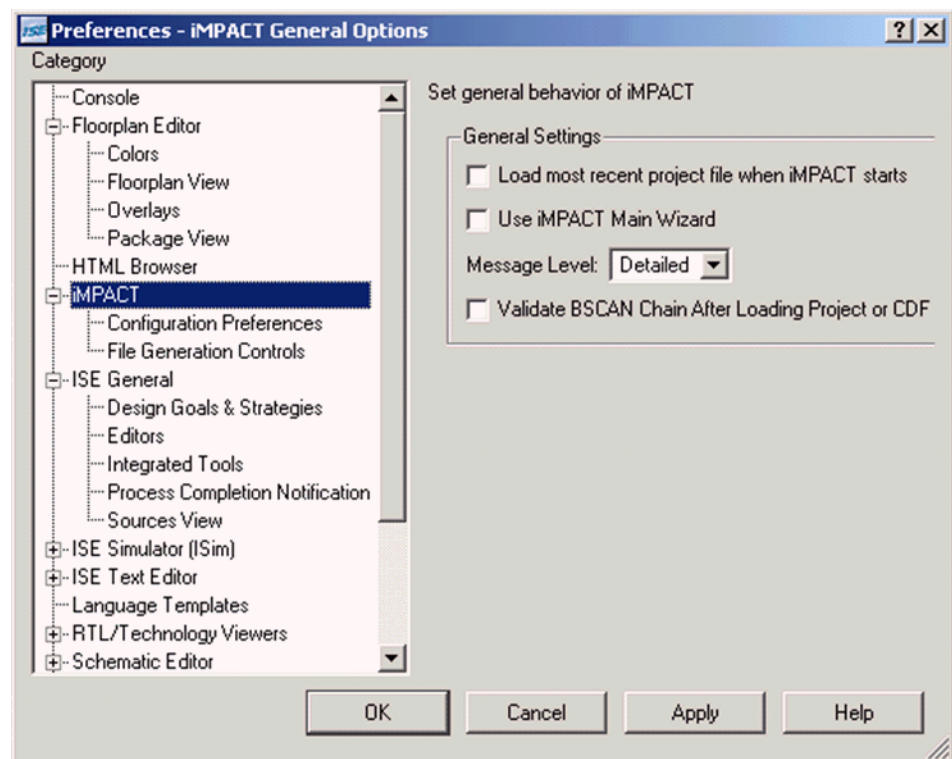 ISE Preferences - iMPACT General Options
Category
Console
Floorplan Editor
Colors
Floorplan View
Overlays
Package View
HTML Browser
iMPACT
Configuration Preferences
File Generation Controls
ISE General
Design Goals & Strategies
Editors
Integrated Tools
Process Completion Notification
Sources View
ISE Simulator (ISim)
ISE Text Editor
Language Templates
RTL/Technology Viewers
Schematic Editor
Set general behavior of iMPACT
General Settings
Load most recent project file when iMPACT starts
Use iMPACT Main Wizard
Message Level: Detailed
Validate BSCAN Chain After Loading Project or CDF
OK Cancel Apply Help